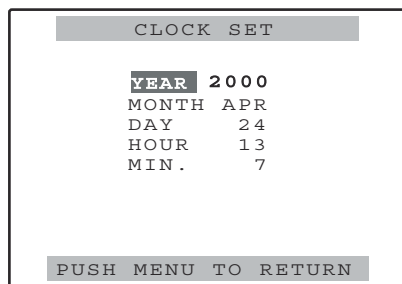 CLOCK SET
YEAR 2000
MONTH APR
DAY 24
HOUR 13
MIN. 7
PUSH MENU TO RETURN